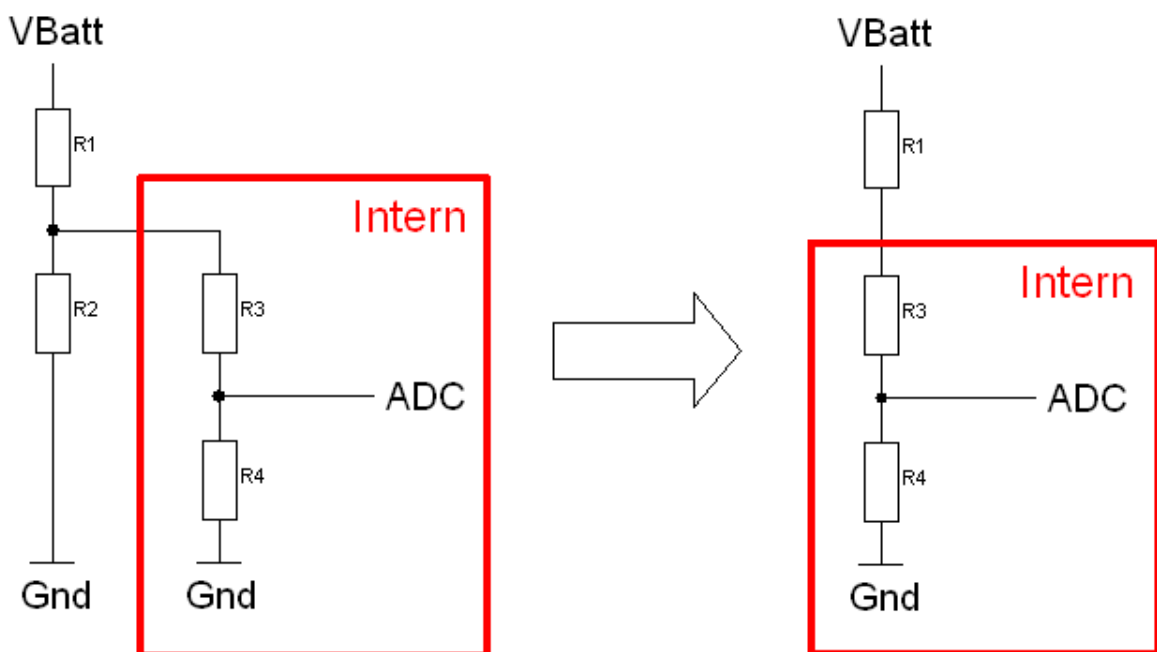 VBatt
R1
Intern
R2
R3
ADC
R4
Gnd
Gnd
VBatt
R1
Intern
R3
ADC
R4
Gnd